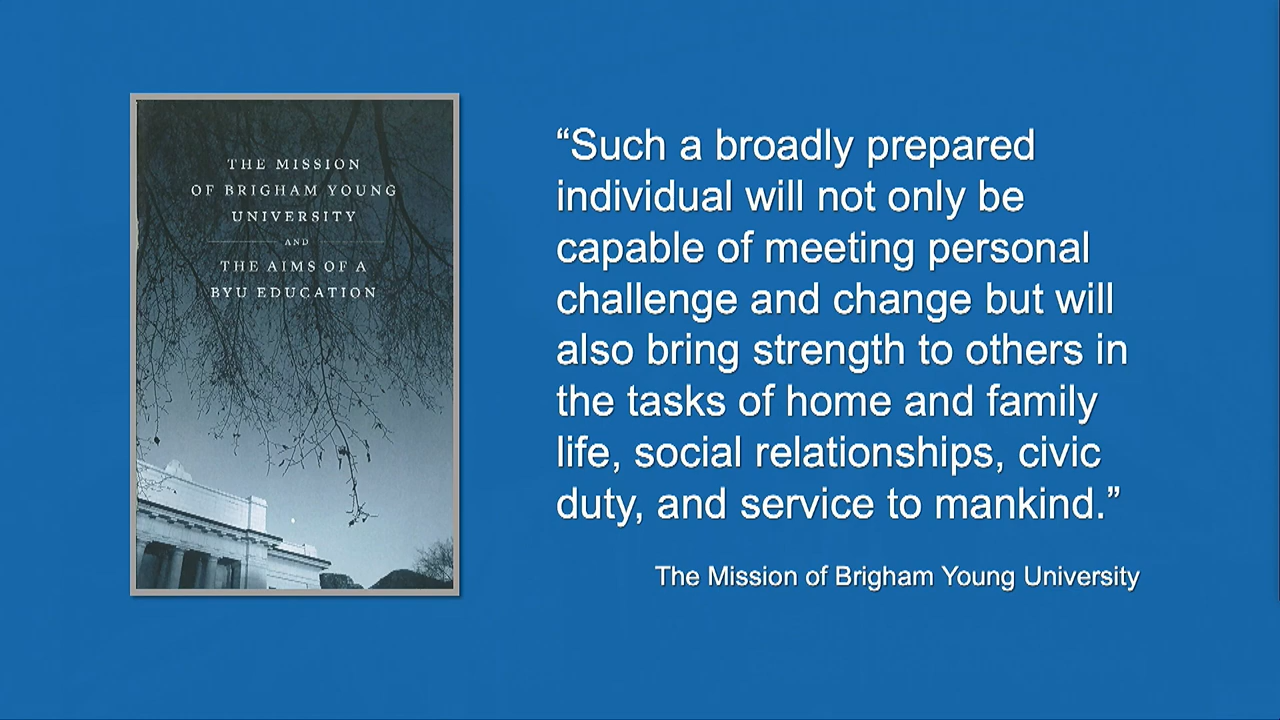 THE MISSION
OF BRIGHAM YOUNG
UNIVERSITY
AND
THE AIMS OF A
BYU EDUCATION
“Such a broadly prepared
individual will not only be
capable of meeting personal
challenge and change but will
also bring strength to others in
the tasks of home and family
life, social relationships, civic
duty, and service to mankind.”
The Mission of Brigham Young University